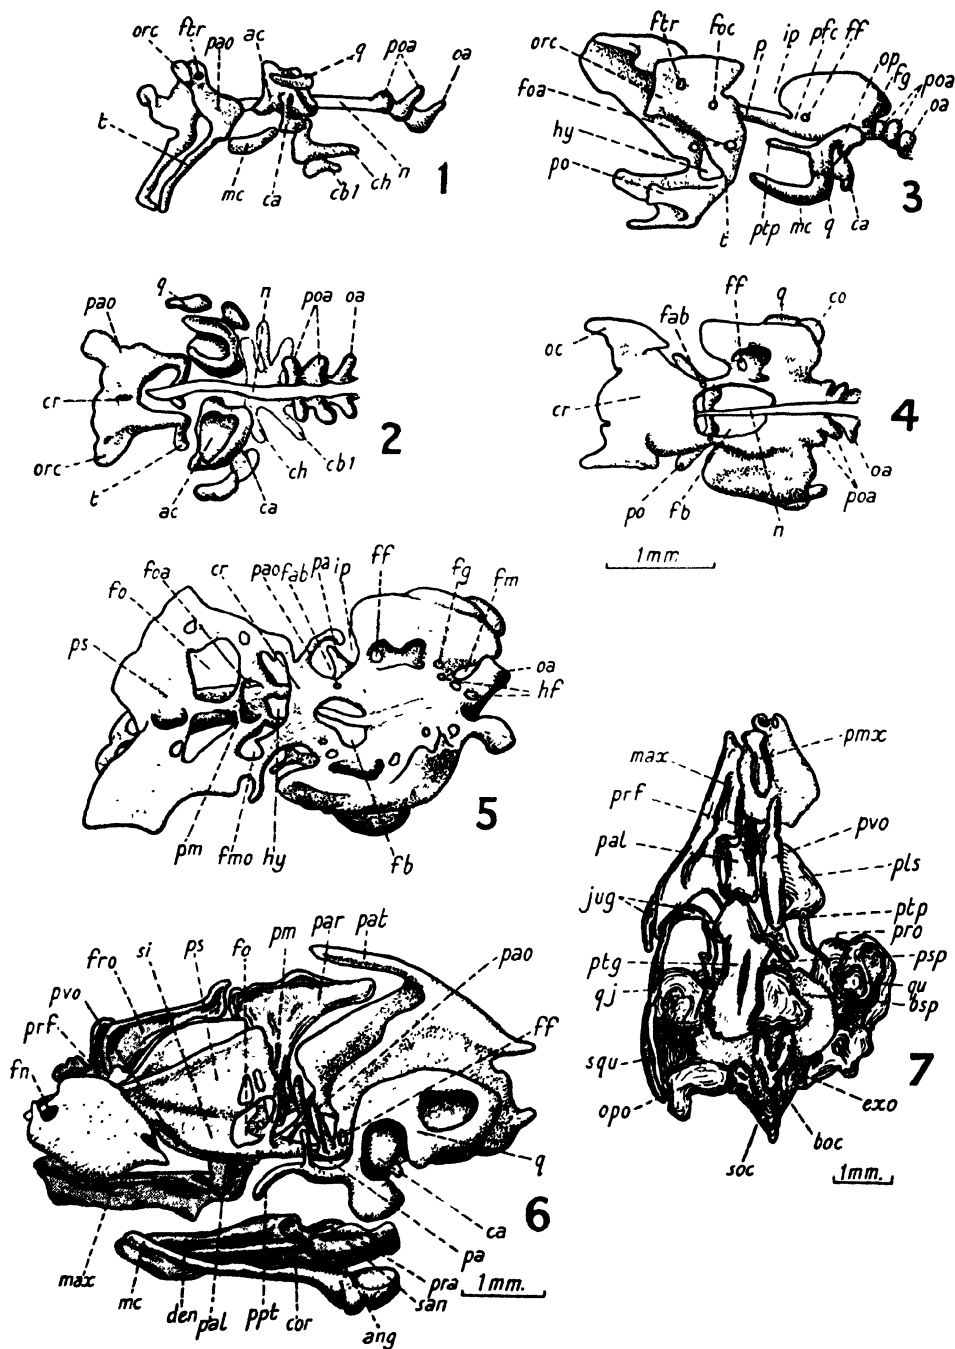 orc ftr pao ac q poa oa
t mc ca cb1 ch n
1
orc ftr foc p ip pfc ff op fg poa oa
foa
hy
po
t ptp mc q ca
3
pao q n poa oa
cr
orc t ac ca ch cb1
2
oc fab ff q co
cr
po fb n poa oa
4
1mm.
ps fo foa cr pao fab pa ip ff fg fm
oa
hf
pm fmo hy fb
5
fn prf pvo fro si ps fo pm par pat pao
ff
q
ca
pa
6
max mc den pal ppt cor ang san pra
1mm.
pmx
max
prf
pvo
pal
pls
jug
ptp
pro
ptg
psp
qj
qu
bsp
squ
7
opo
exo
soc boc
1mm.